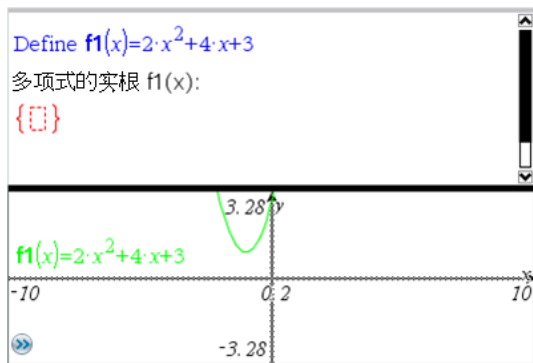 Define f1(x)=2·x²+4·x+3
多项式的实根 f1(x):
{▯}
3.28 y
f1(x)=2·x²+4·x+3
x
-10 0.2 10
-3.28